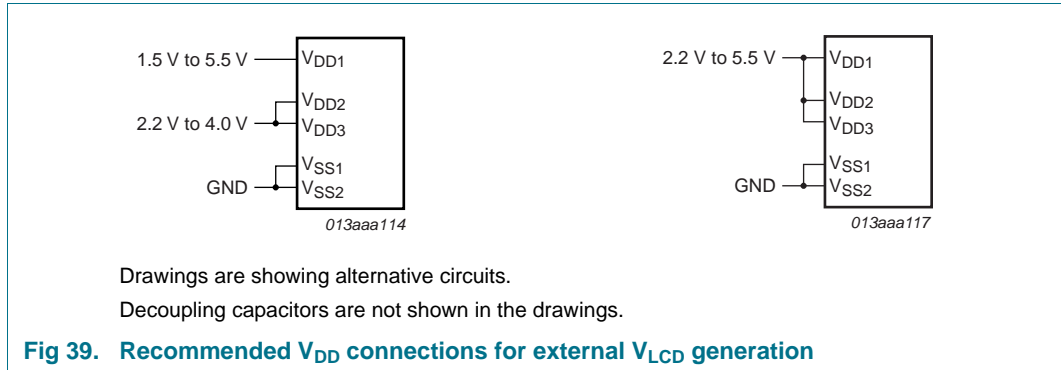 1.5 V to 5.5 V
VDD1
VDD2
2.2 V to 4.0 V
VDD3
VSS1
GND
VSS2
013aaa114
2.2 V to 5.5 V
VDD1
VDD2
VDD3
VSS1
GND
VSS2
013aaa117
Drawings are showing alternative circuits.
Decoupling capacitors are not shown in the drawings.
Fig 39. Recommended VDD connections for external VLCD generation